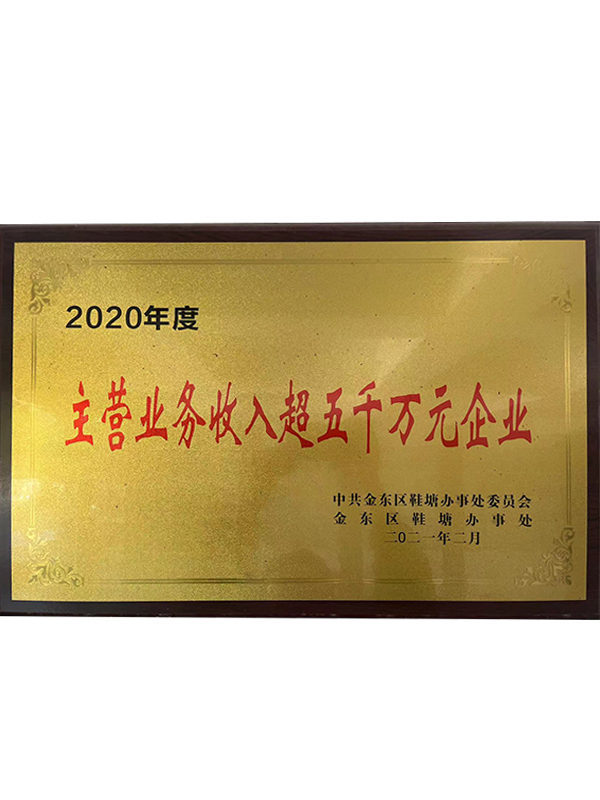 2020年度
主营业务收入超五千万元企业
中共金东区鞋塘办事处委员会
金东区鞋塘办事处
二0二一年二月